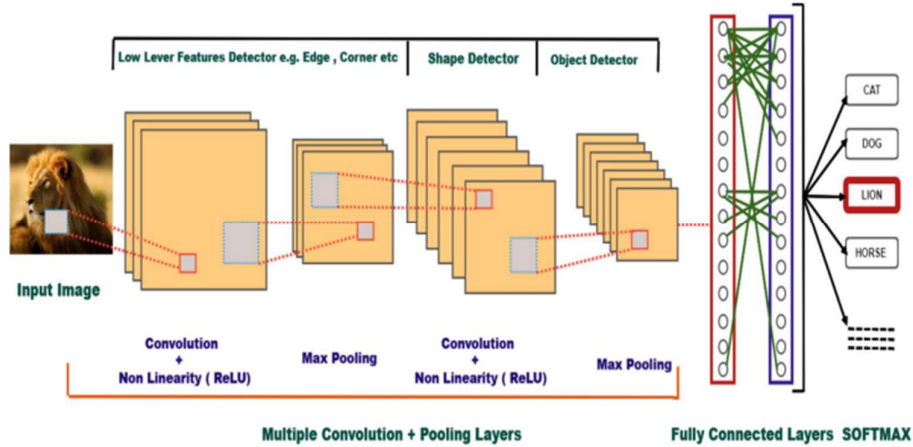 Low Lever Features Detector e.g. Edge , Corner etc
Shape Detector
Object Detector
CAT
DOG
LION
HORSE
Input Image
Convolution
+
Non Linearity ( ReLU)
Max Pooling
Convolution
+
Non Linearity ( ReLU)
Max Pooling
Multiple Convolution + Pooling Layers
Fully Connected Layers SOFTMAX